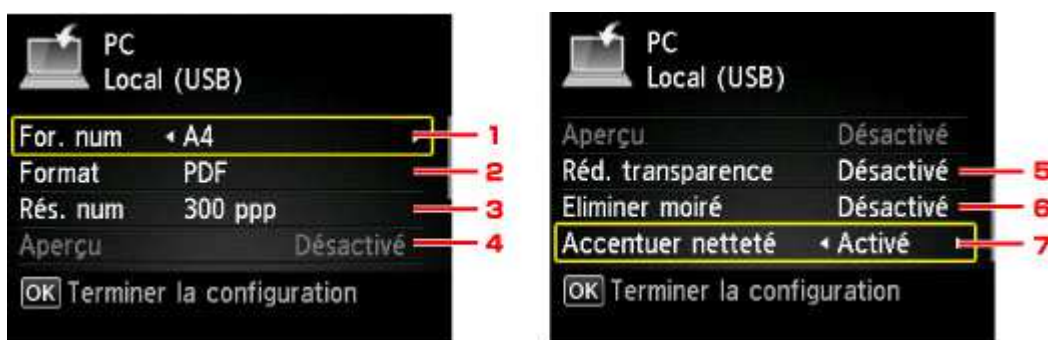 PC
Local (USB)
For. num A4
Format PDF
Rés. num 300 ppp
Aperçu Désactivé
OK Terminer la configuration
1
2
3
4
PC
Local (USB)
Aperçu Désactivé
Réd. transparence Désactivé
Eliminer moiré Désactivé
Accentuer netteté Activé
OK Terminer la configuration
5
6
7